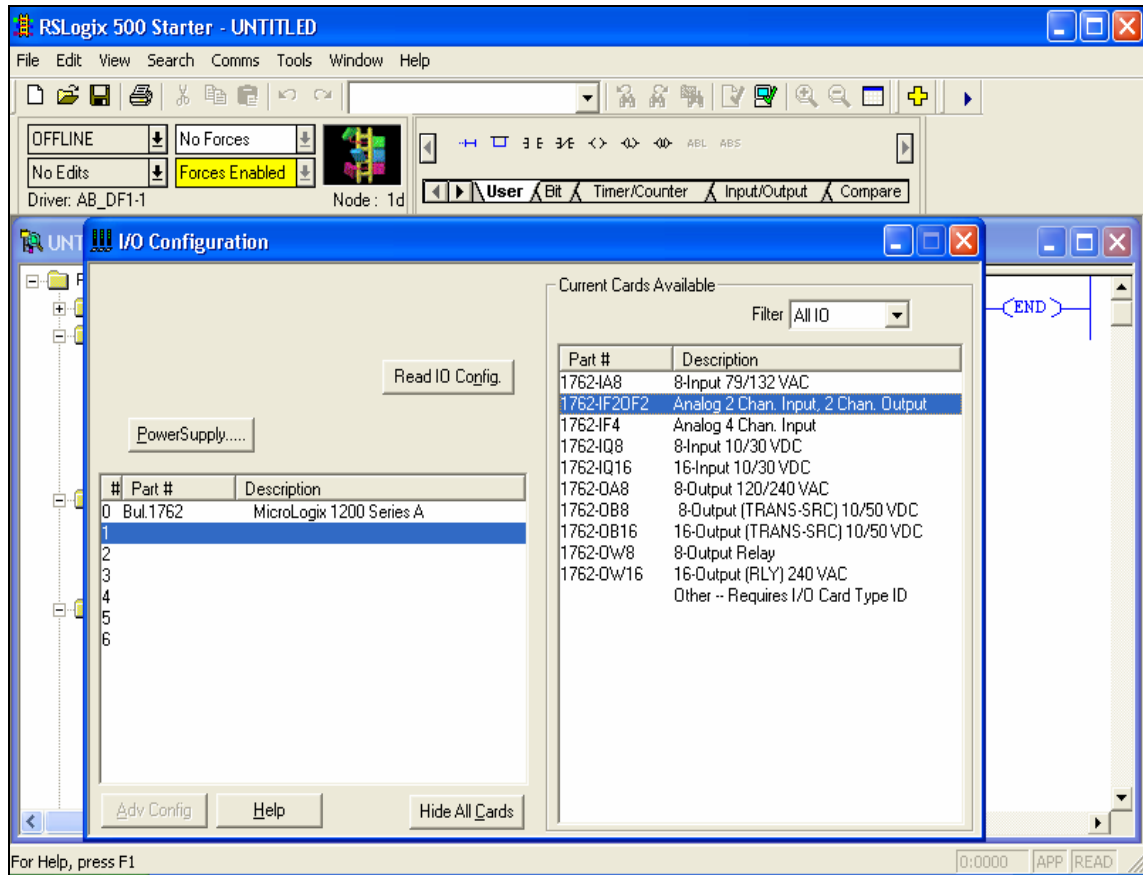 RSLogix 500 Starter - UNTITLED
File Edit View Search Comms Tools Window Help
OFFLINE No Forces
No Edits Forces Enabled
Driver: AB_DF1-1 Node : 1d
ABL ABS
User Bit Timer/Counter Input/Output Compare
UNT
I/O Configuration
(END)
Current Cards Available
Filter All IO
Read IO Config.
PowerSupply.....
# Part # Description
0 Bul.1762 MicroLogix 1200 Series A
1
2
3
4
5
6
Part # Description
1762-IA8 8-Input 79/132 VAC
1762-IF2OF2 Analog 2 Chan. Input, 2 Chan. Output
1762-IF4 Analog 4 Chan. Input
1762-IQ8 8-Input 10/30 VDC
1762-IQ16 16-Input 10/30 VDC
1762-OA8 8-Output 120/240 VAC
1762-OB8 8-Output (TRANS-SRC) 10/50 VDC
1762-OB16 16-Output (TRANS-SRC) 10/50 VDC
1762-OW8 8-Output Relay
1762-OW16 16-Output (RLY) 240 VAC
Other -- Requires I/O Card Type ID
Adv Config Help Hide All Cards
For Help, press F1 0:0000 APP READ